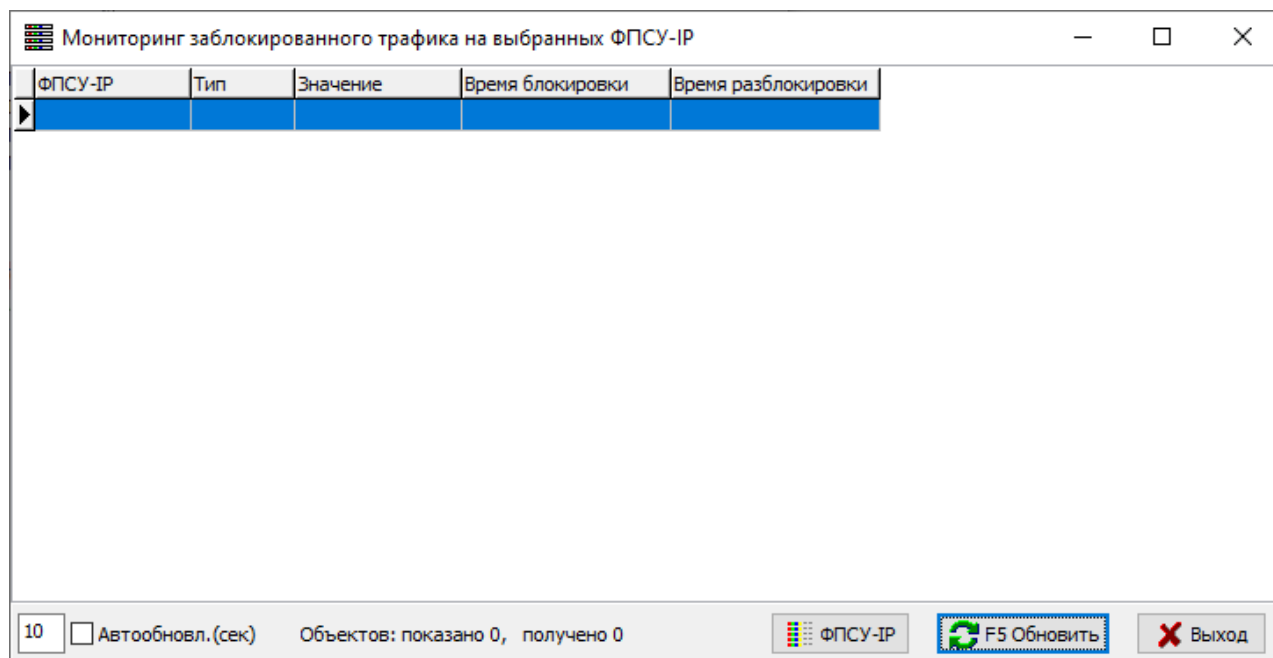 Мониторинг заблокированного трафика на выбранных ФПСУ-IP
ФПСУ-IP Тип Значение Время блокировки Время разблокировки
10 Автообновл.(сек) Объектов: показано 0, получено 0 ФПСУ-IP F5 Обновить Выход